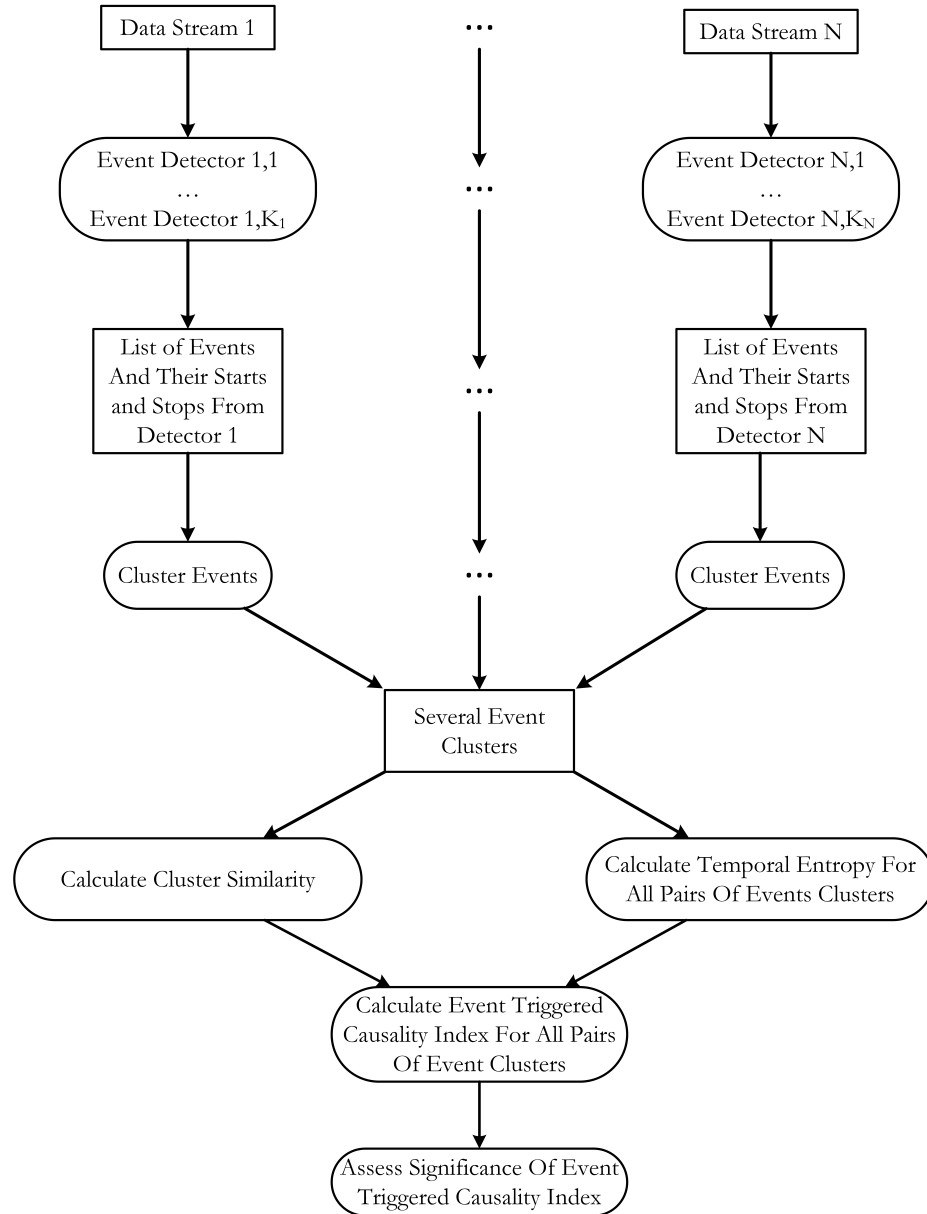 Data Stream 1
...
Data Stream N
Event Detector 1,1
…
Event Detector 1,K₁
...
Event Detector N,1
…
Event Detector N,Kɴ
List of Events
And Their Starts
and Stops From
Detector 1
...
List of Events
And Their Starts
and Stops From
Detector N
Cluster Events
...
Cluster Events
Several Event
Clusters
Calculate Cluster Similarity
Calculate Temporal Entropy For
All Pairs Of Events Clusters
Calculate Event Triggered
Causality Index For All Pairs
Of Event Clusters
Assess Significance Of Event
Triggered Causality Index